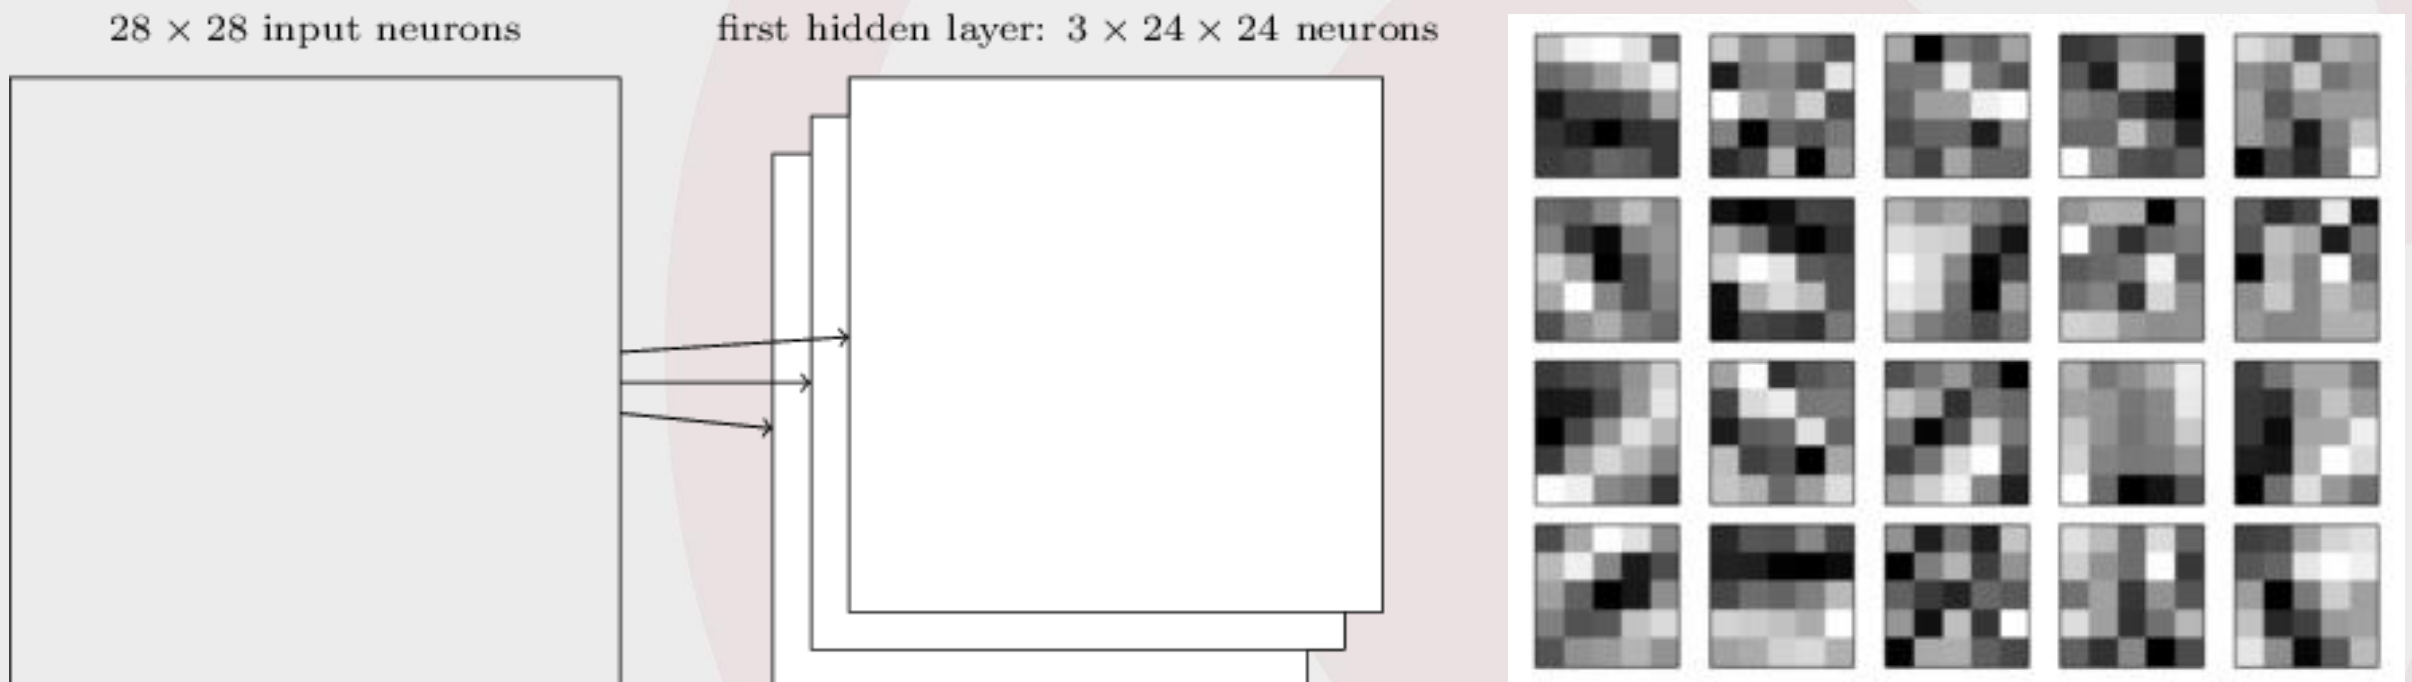 28 × 28 input neurons
first hidden layer: 3 × 24 × 24 neurons